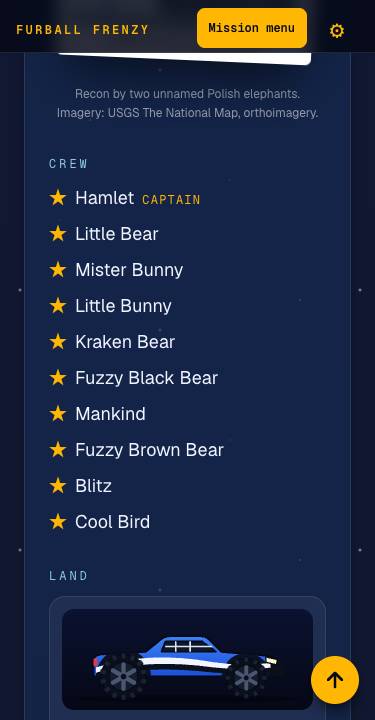 FURBALL FRENZY
Mission menu
Recon by two unnamed Polish elephants.
Imagery: USGS The National Map, orthoimagery.
CREW
Hamlet CAPTAIN
Little Bear
Mister Bunny
Little Bunny
Kraken Bear
Fuzzy Black Bear
Mankind
Fuzzy Brown Bear
Blitz
Cool Bird
LAND